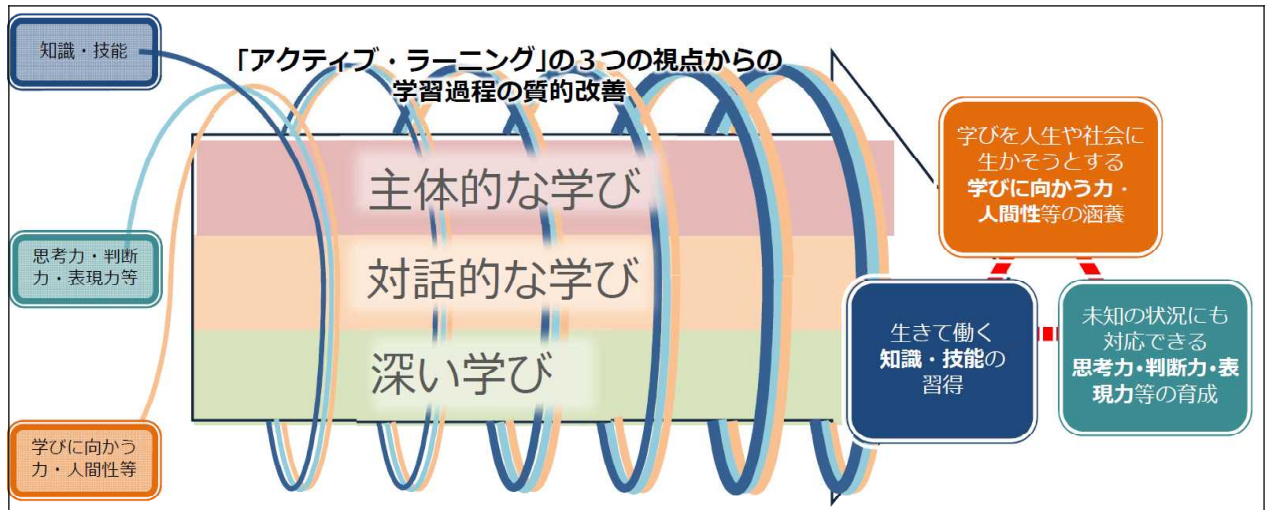 知識・技能
思考力・判断
力・表現力等
学びに向かう
力・人間性等
「アクティブ・ラーニング」の３つの視点からの
学習過程の質的改善
主体的な学び
対話的な学び
深い学び
学びを人生や社会に
生かそうとする
学びに向かう力・
人間性等の涵養
生きて働く
知識・技能の
習得
未知の状況にも
対応できる
思考力・判断力・表
現力等の育成